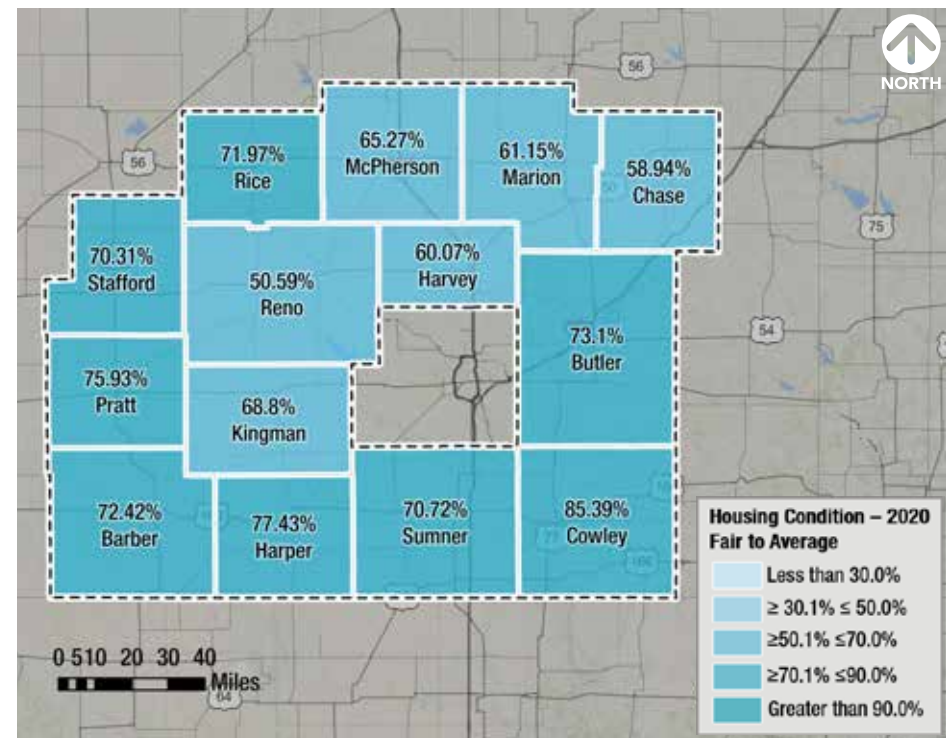 NORTH
56
56
71.97%
Rice
65.27%
McPherson
61.15%
Marion
58.94%
Chase
75
70.31%
Stafford
50.59%
Reno
60.07%
Harvey
73.1%
Butler
54
75.93%
Pratt
68.8%
Kingman
72.42%
Barber
77.43%
Harper
70.72%
Sumner
85.39%
Cowley
77
Housing Condition – 2020
Fair to Average
Less than 30.0%
≥ 30.1% ≤ 50.0%
≥50.1% ≤70.0%
≥70.1% ≤90.0%
Greater than 90.0%
0 5 10 20 30 40
Miles
64